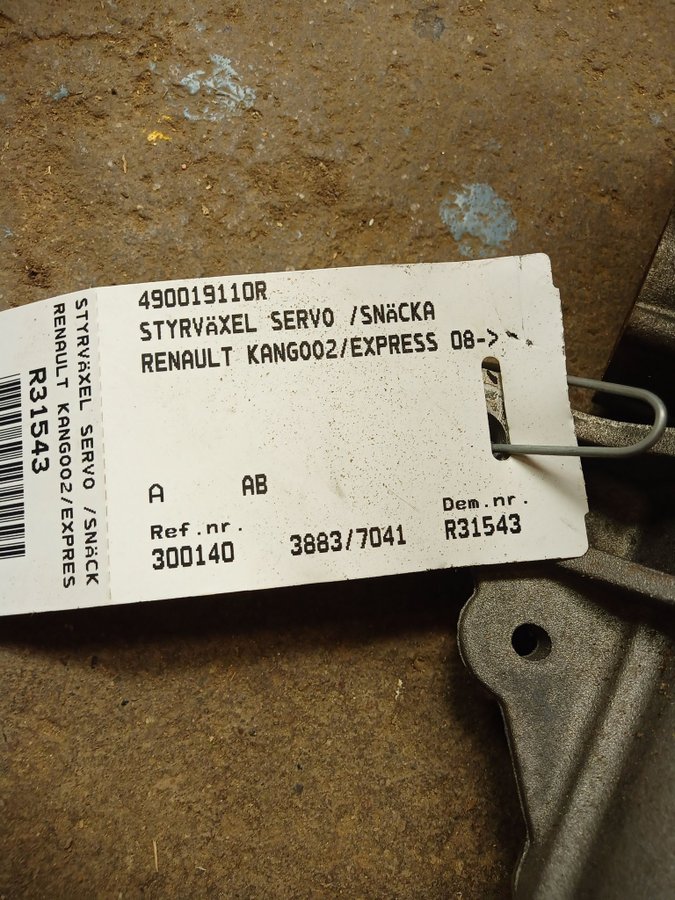 490019110R
STYRVÄXEL SERVO /SNÄCKA
RENAULT KANGOO2/EXPRESS 08->
A AB
Ref.nr. Dem.nr.
300140 3883/7041 R31543
STYRVÄXEL SERVO /SNÄCK
RENAULT KANGOO2/EXPRES
R31543